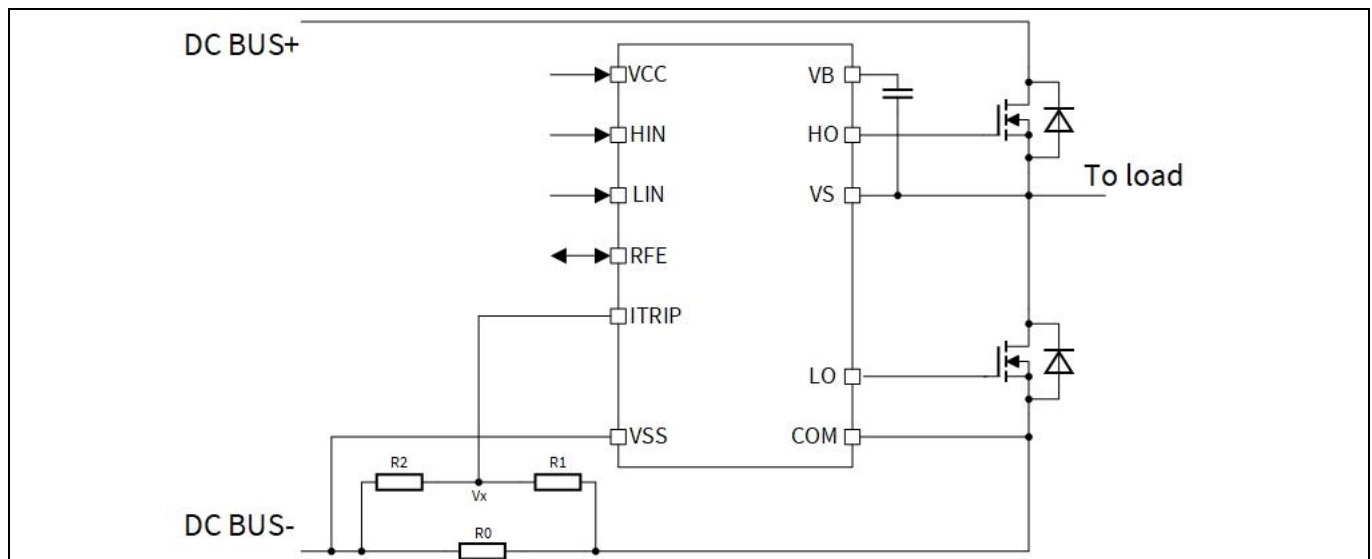 DC BUS+
VCC
VB
HIN
HO
LIN
VS
To load
RFE
ITRIP
LO
VSS
COM
R2
R1
Vx
DC BUS-
R0